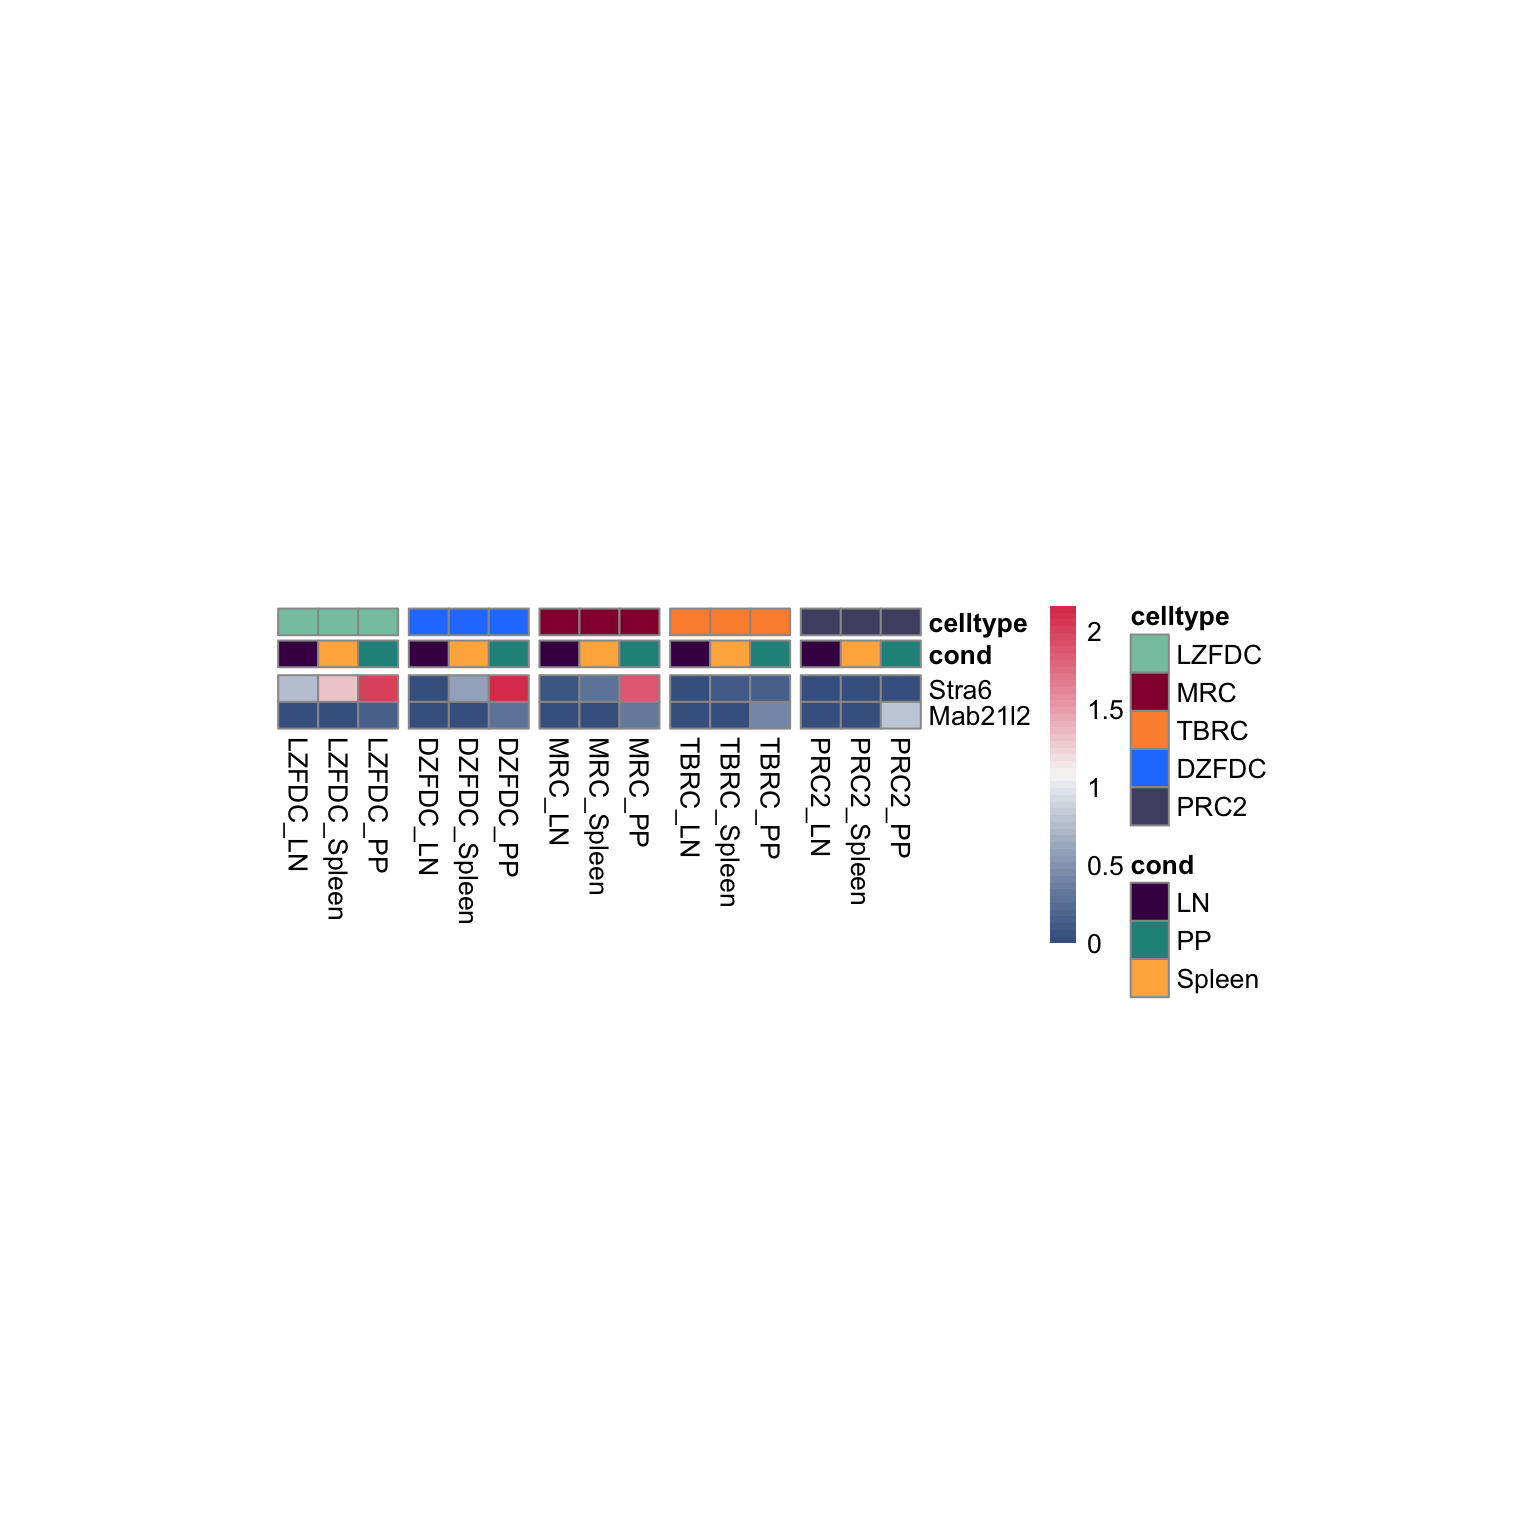 celltype
cond
Stra6
Mab21l2
LZFDC_LN
LZFDC_Spleen
LZFDC_PP
DZFDC_LN
DZFDC_Spleen
DZFDC_PP
MRC_LN
MRC_Spleen
MRC_PP
TBRC_LN
TBRC_Spleen
TBRC_PP
PRC2_LN
PRC2_Spleen
PRC2_PP
2
1.5
1
0.5
0
celltype
LZFDC
MRC
TBRC
DZFDC
PRC2
cond
LN
PP
Spleen